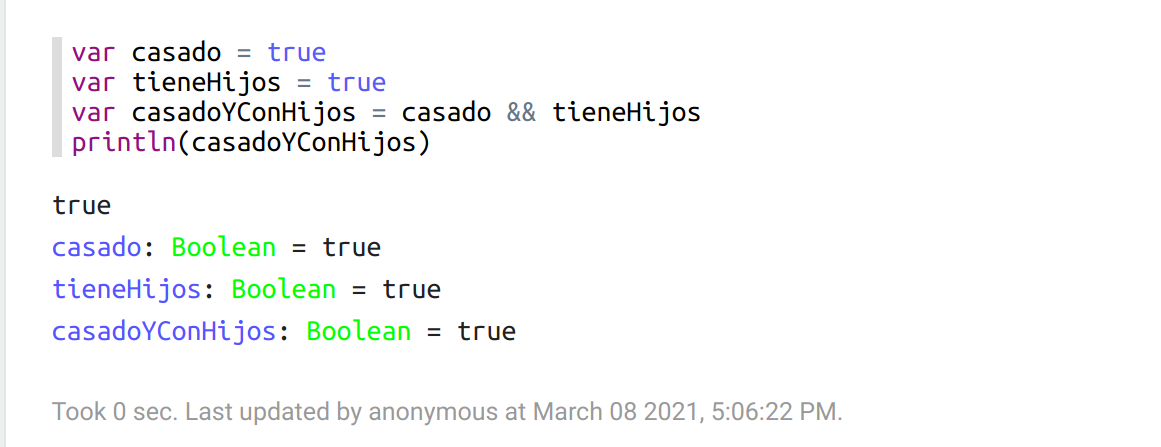 var casado = true
var tieneHijos = true
var casadoYConHijos = casado && tieneHijos
println(casadoYConHijos)
true
casado: Boolean = true
tieneHijos: Boolean = true
casadoYConHijos: Boolean = true
Took 0 sec. Last updated by anonymous at March 08 2021, 5:06:22 PM.